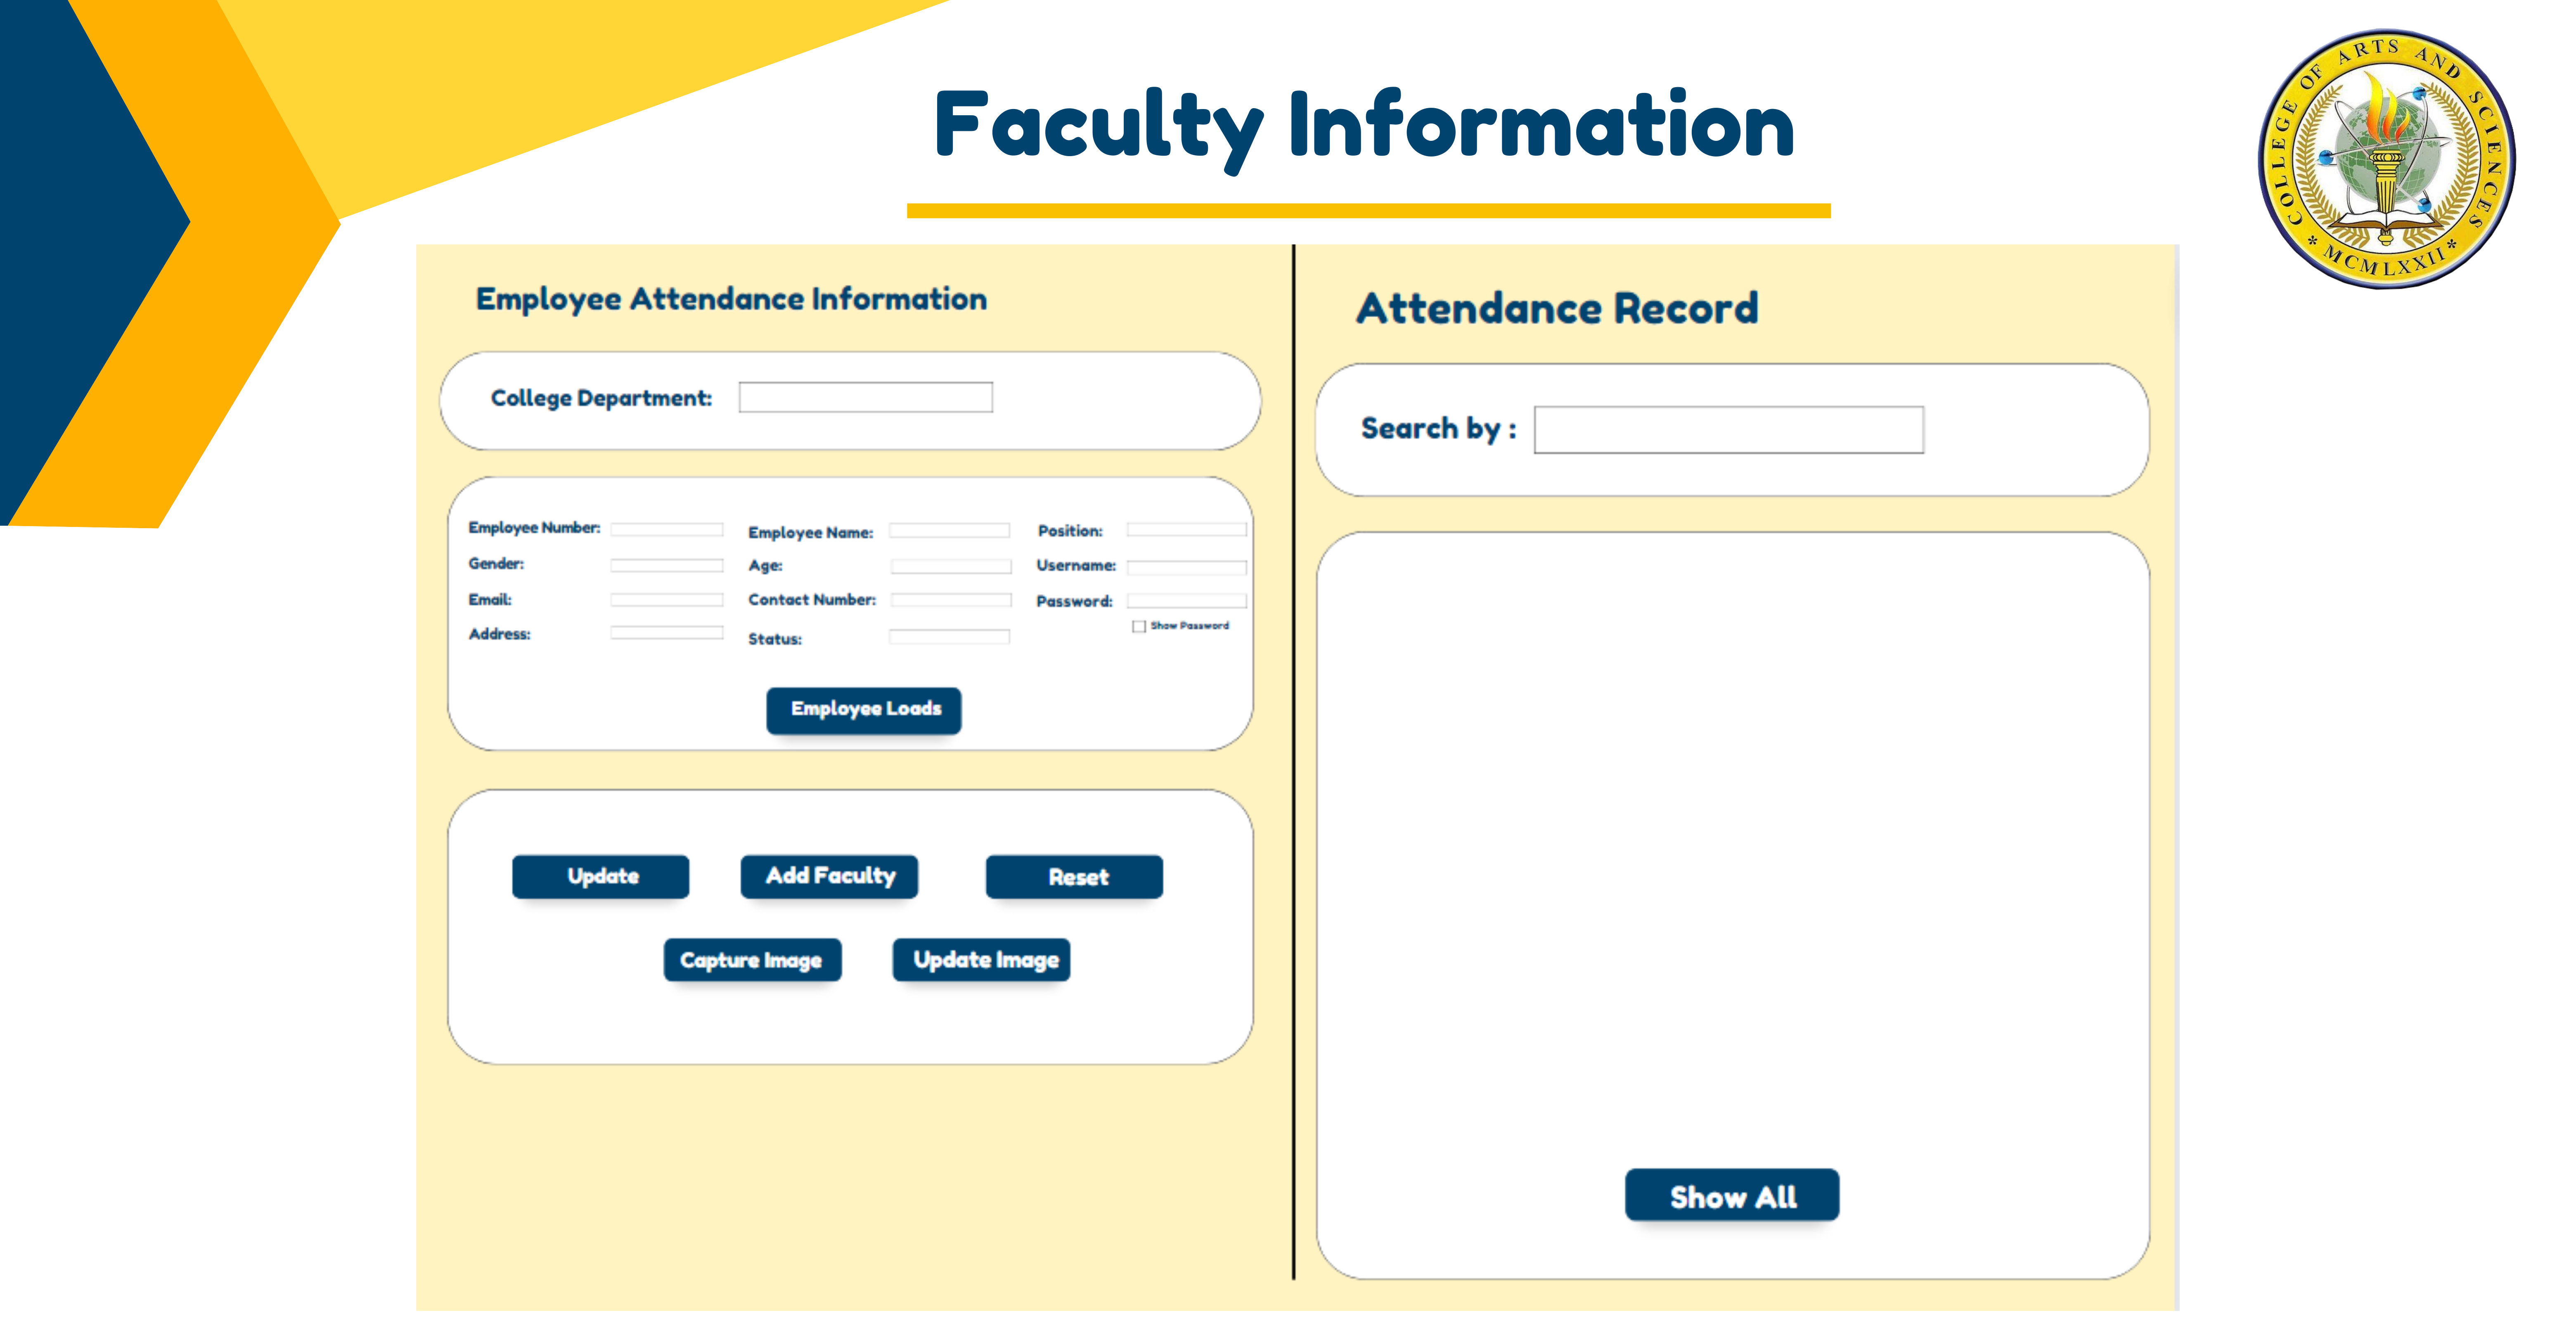 Faculty Information
COLLEGE OF ARTS AND SCIENCES
* MCMLXXII *
Employee Attendance Information
College Department:
Employee Number:
Employee Name:
Position:
Gender:
Age:
Username:
Email:
Contact Number:
Password:
Show Password
Address:
Status:
Employee Loads
Update
Add Faculty
Reset
Capture Image
Update Image
Attendance Record
Search by :
Show All